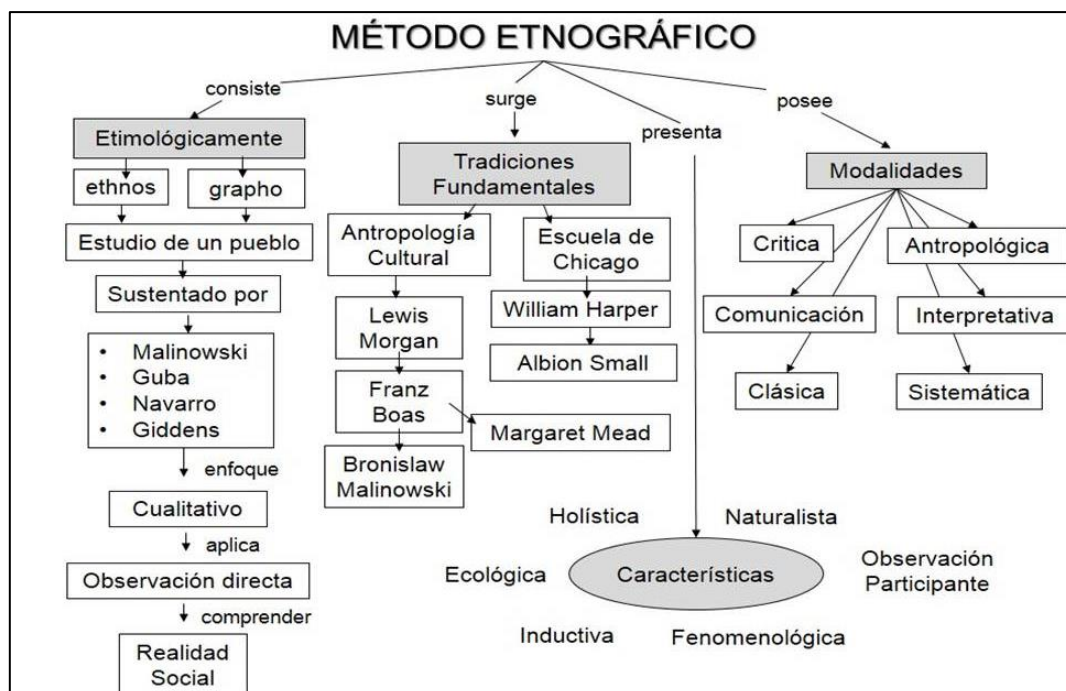 MÉTODO ETNOGRÁFICO
consiste
surge
presenta
posee
Etimológicamente
ethnos
grapho
Estudio de un pueblo
Sustentado por
• Malinowski
• Guba
• Navarro
• Giddens
enfoque
Cualitativo
aplica
Observación directa
comprender
Realidad
Social
Tradiciones
Fundamentales
Antropología
Cultural
Lewis
Morgan
Franz
Boas
Bronislaw
Malinowski
Margaret Mead
Escuela de
Chicago
William Harper
Albion Small
Modalidades
Critica
Antropológica
Comunicación
Interpretativa
Clásica
Sistemática
Holística
Naturalista
Ecológica
Característicás
Observación
Participante
Inductiva
Fenomenológica